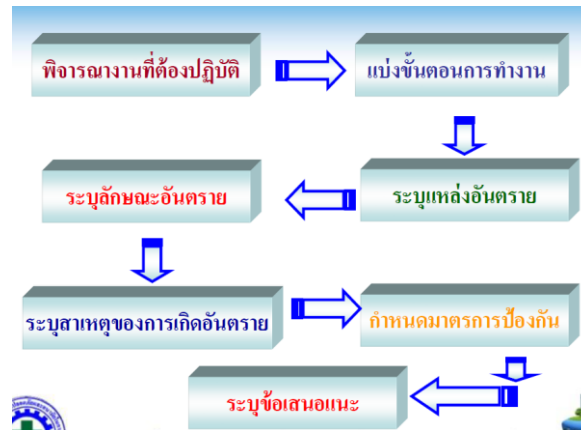 พิจารณางานที่ต้องปฏิบัติ
แบ่งขั้นตอนการทำงาน
ระบุแหล่งอันตราย
ระบุลักษณะอันตราย
ระบุสาเหตุของการเกิดอันตราย
กำหนดมาตรการป้องกัน
ระบุข้อเสนอแนะ